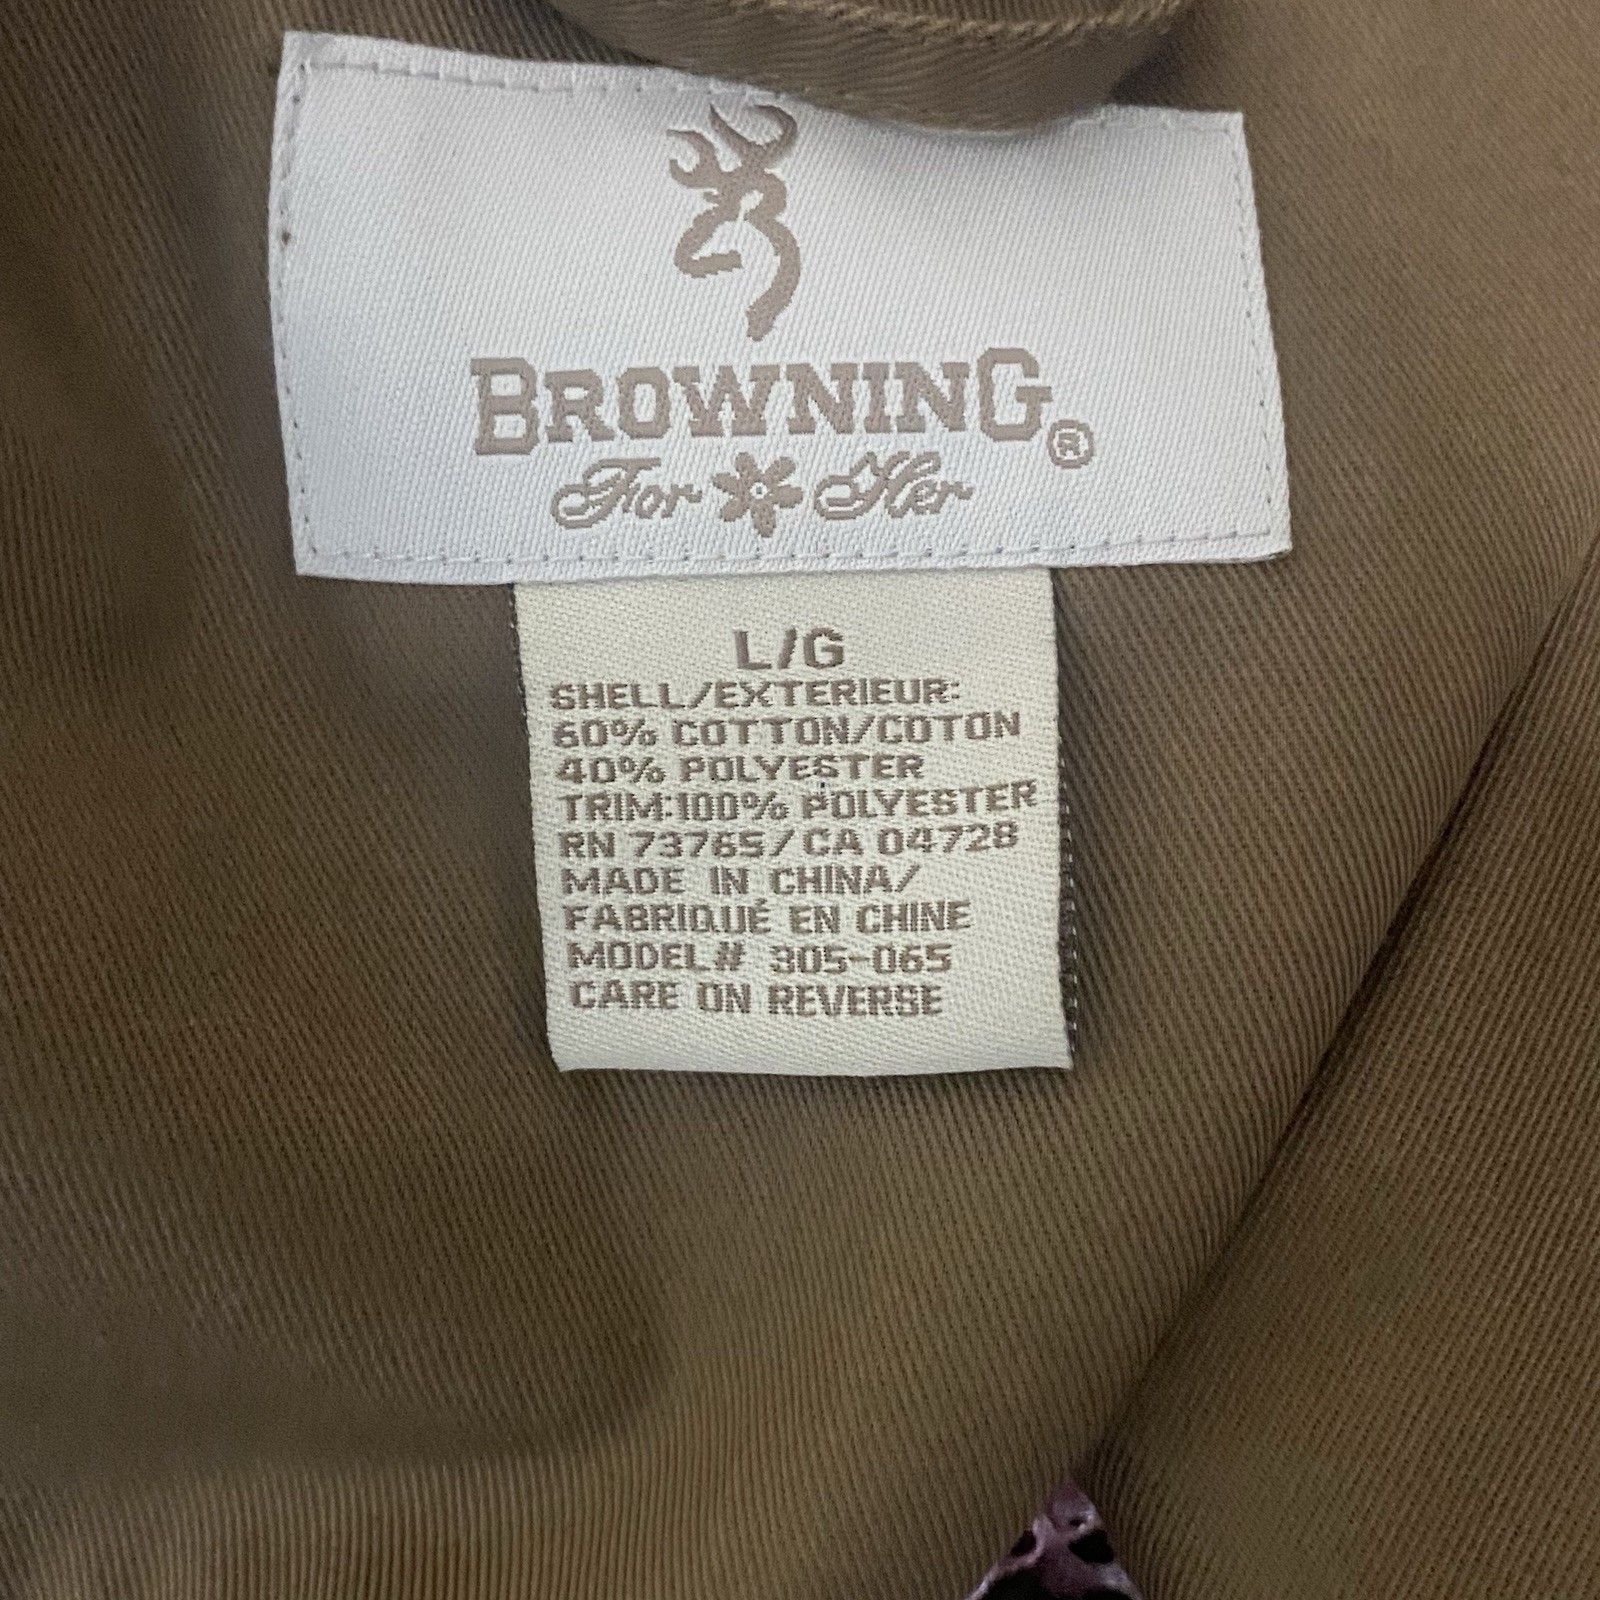 BROWNING®
For Her
L/G
SHELL/EXTERIEUR:
60% COTTON/COTON
40% POLYESTER
TRIM:100% POLYESTER
RN 73765/CA 04728
MADE IN CHINA/
FABRIQUÉ EN CHINE
MODEL# 305-065
CARE ON REVERSE